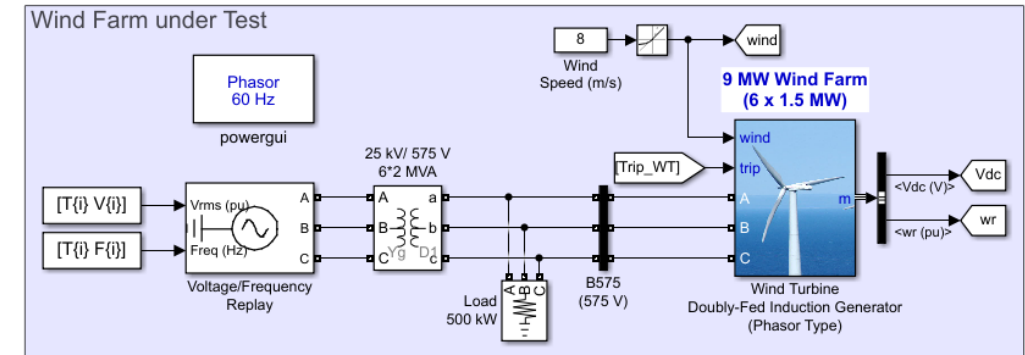 Wind Farm under Test
8
Wind
Speed (m/s)
wind
Phasor
60 Hz
powergui
9 MW Wind Farm
(6 x 1.5 MW)
25 kV/ 575 V
6*2 MVA
[Trip_WT]
wind
trip
A
B
C
m
<Vdc (V)>
Vdc
<wr (pu)>
wr
[T{i} V{i}]
[T{i} F{i}]
Vrms (pu)
Freq (Hz)
A
B
C
Voltage/Frequency
Replay
A
B
C
Yg D1
a
b
c
Load
500 kW
A
B
C
B575
(575 V)
Wind Turbine
Doubly-Fed Induction Generator
(Phasor Type)